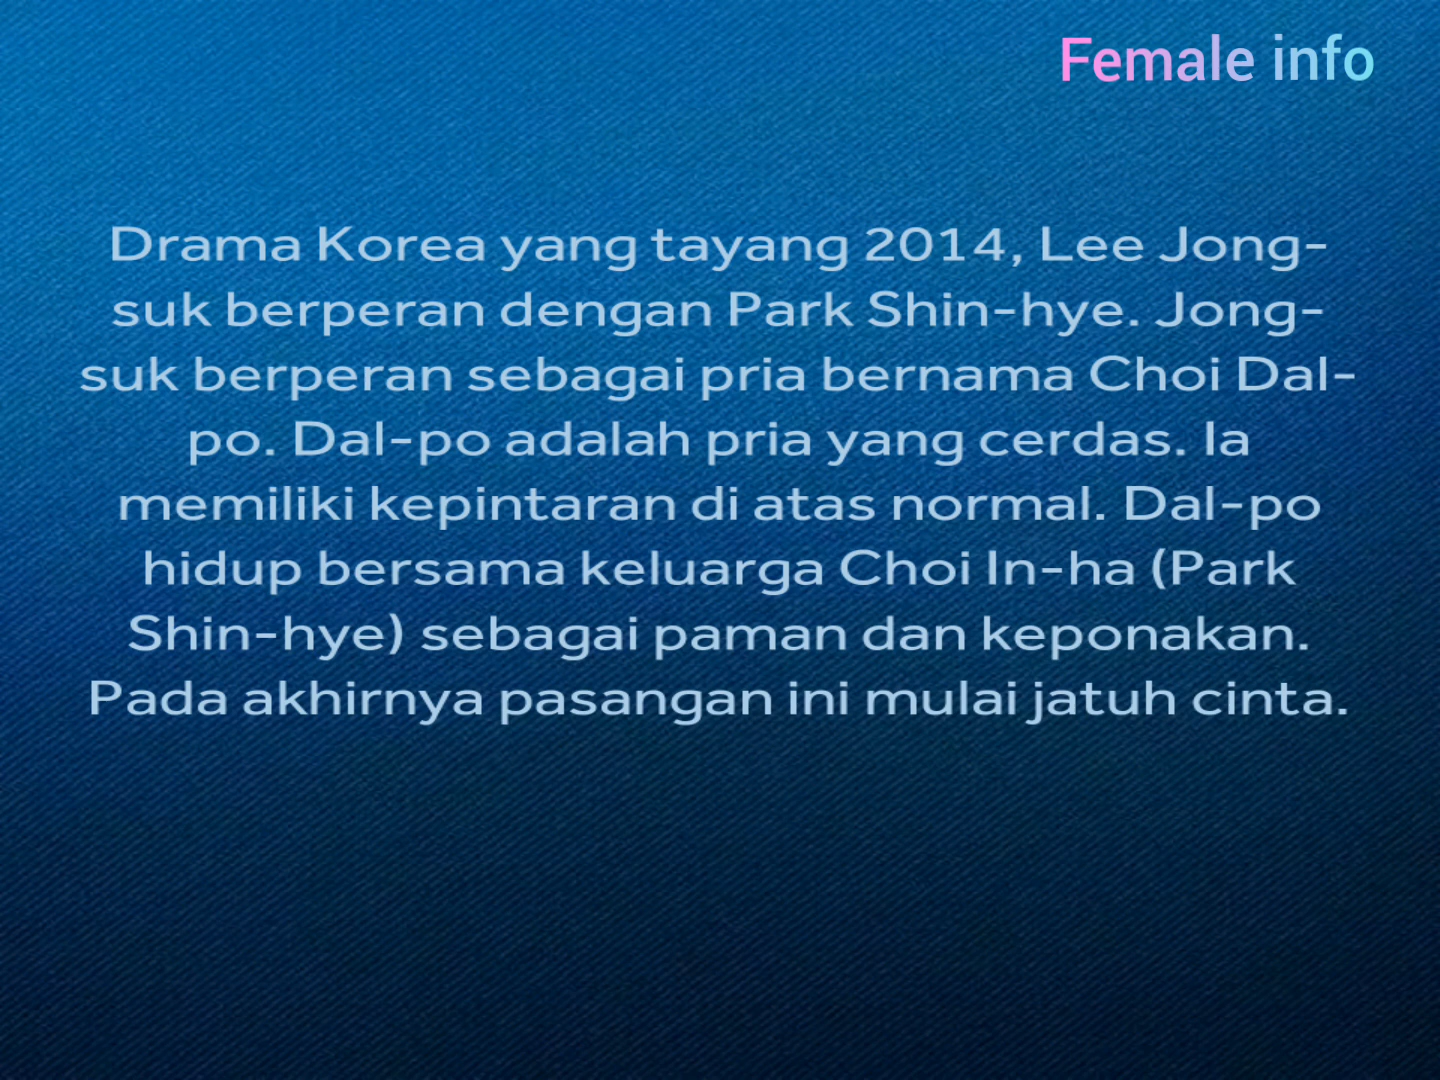 Female info
Drama Korea yang tayang 2014, Lee Jong-
suk berperan dengan Park Shin-hye. Jong-
suk berperan sebagai pria bernama Choi Dal-
po. Dal-po adalah pria yang cerdas. Ia
memiliki kepintaran di atas normal. Dal-po
hidup bersama keluarga Choi In-ha (Park
Shin-hye) sebagai paman dan keponakan.
Pada akhirnya pasangan ini mulai jatuh cinta.